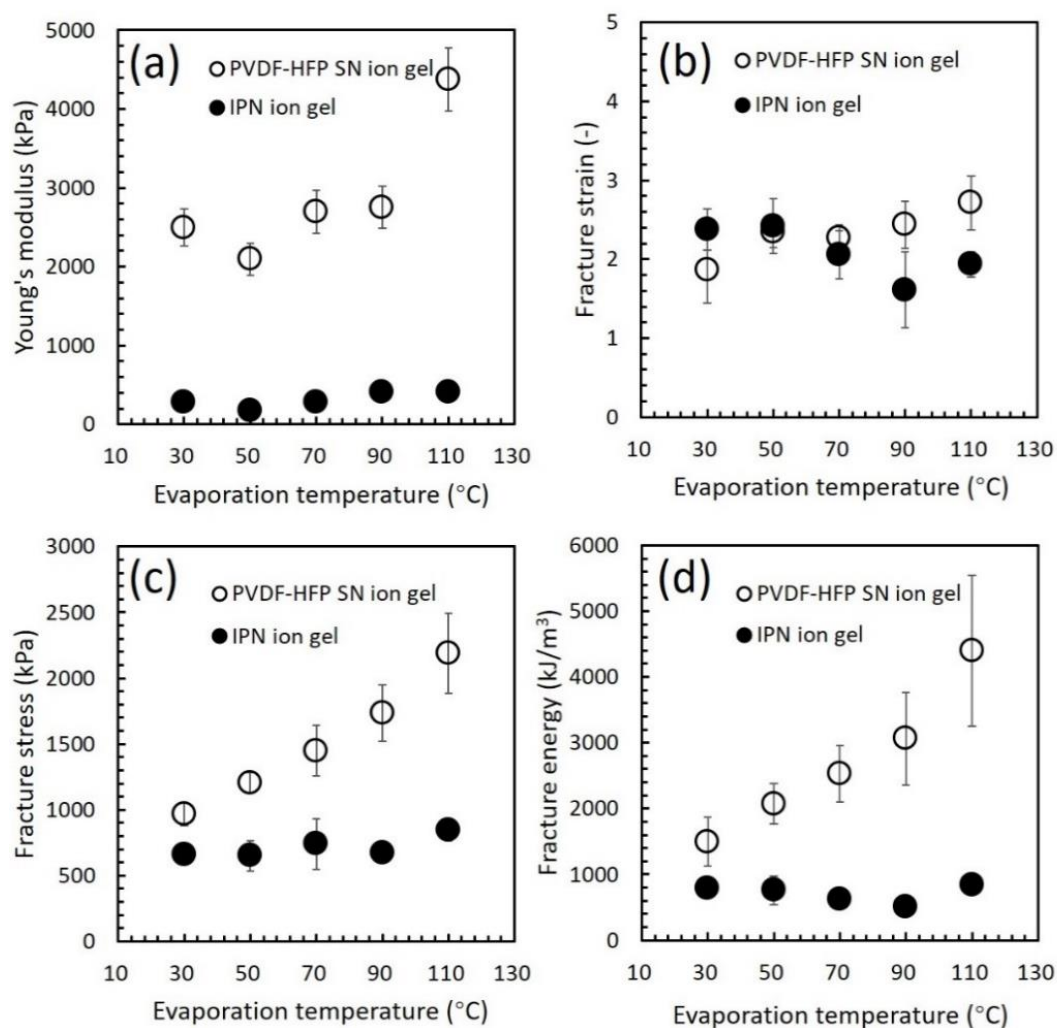 (a)
PVDF-HFP SN ion gel
IPN ion gel
Young's modulus (kPa)
5000
4000
3000
2000
1000
0
10 30 50 70 90 110 130
Evaporation temperature (°C)
(b)
PVDF-HFP SN ion gel
IPN ion gel
Fracture strain (-)
5
4
3
2
1
0
10 30 50 70 90 110 130
Evaporation temperature (°C)
(c)
PVDF-HFP SN ion gel
IPN ion gel
Fracture stress (kPa)
3000
2500
2000
1500
1000
500
0
10 30 50 70 90 110 130
Evaporation temperature (°C)
(d)
PVDF-HFP SN ion gel
IPN ion gel
Fracture energy (kJ/m³)
6000
5000
4000
3000
2000
1000
0
10 30 50 70 90 110 130
Evaporation temperature (°C)